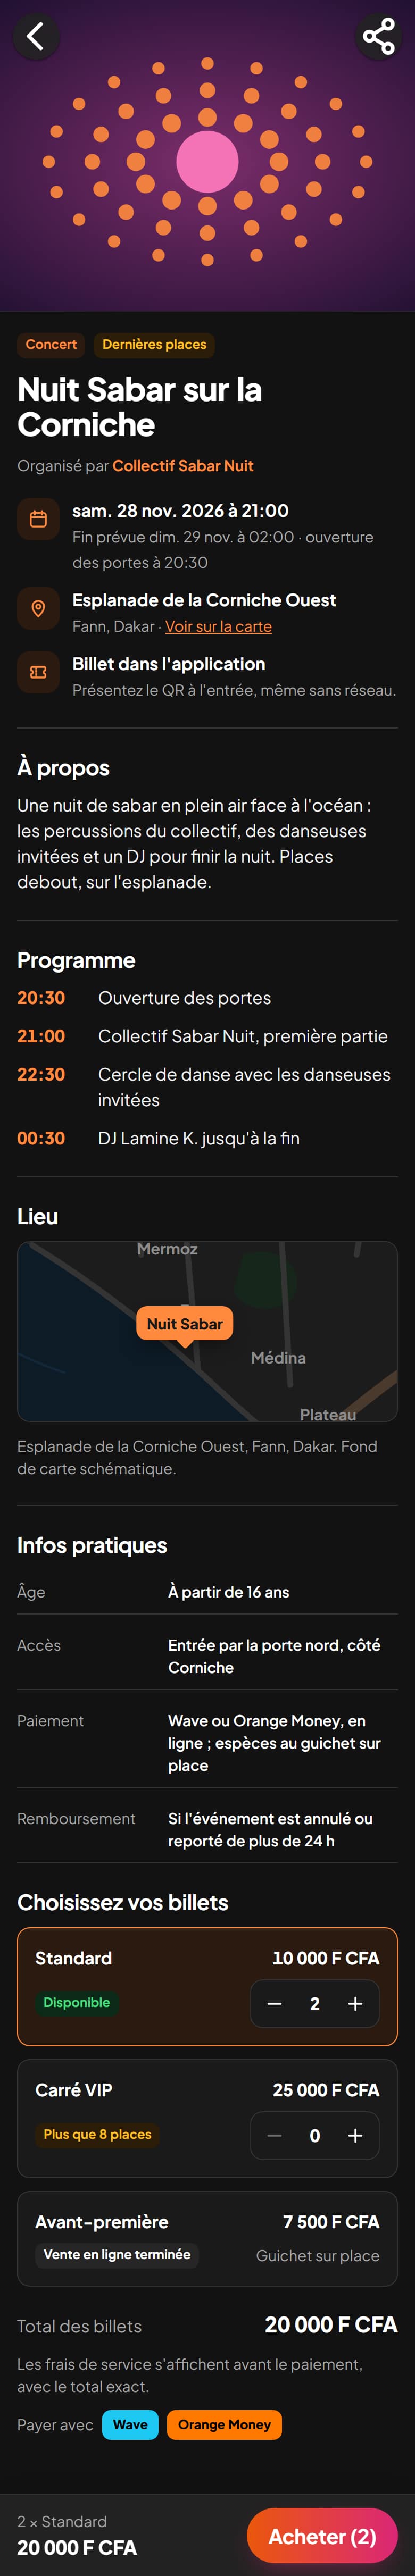 Concert
Dernières places
Nuit Sabar sur la
Corniche
Organisé par Collectif Sabar Nuit
sam. 28 nov. 2026 à 21:00
Fin prévue dim. 29 nov. à 02:00 · ouverture
des portes à 20:30
Esplanade de la Corniche Ouest
Fann, Dakar · Voir sur la carte
Billet dans l'application
Présentez le QR à l'entrée, même sans réseau.
À propos
Une nuit de sabar en plein air face à l'océan :
les percussions du collectif, des danseuses
invitées et un DJ pour finir la nuit. Places
debout, sur l'esplanade.
Programme
20:30 Ouverture des portes
21:00 Collectif Sabar Nuit, première partie
22:30 Cercle de danse avec les danseuses
invitées
00:30 DJ Lamine K. jusqu'à la fin
Lieu
Mermoz
Nuit Sabar
Médina
Plateau
Esplanade de la Corniche Ouest, Fann, Dakar. Fond
de carte schématique.
Infos pratiques
Âge À partir de 16 ans
Accès Entrée par la porte nord, côté
Corniche
Paiement Wave ou Orange Money, en
ligne ; espèces au guichet sur
place
Remboursement Si l'événement est annulé ou
reporté de plus de 24 h
Choisissez vos billets
Standard 10 000 F CFA
Disponible − 2 +
Carré VIP 25 000 F CFA
Plus que 8 places − 0 +
Avant-première 7 500 F CFA
Vente en ligne terminée Guichet sur place
Total des billets 20 000 F CFA
Les frais de service s'affichent avant le paiement,
avec le total exact.
Payer avec Wave Orange Money
2 × Standard
20 000 F CFA
Acheter (2)